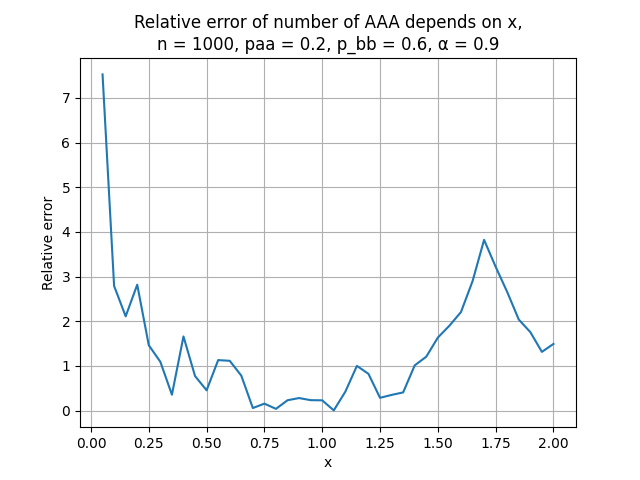 Relative error of number of AAA depends on x,
n = 1000, paa = 0.2, p_bb = 0.6, α = 0.9
7
6
5
4
3
2
1
0
Relative error
0.00 0.25 0.50 0.75 1.00 1.25 1.50 1.75 2.00
x